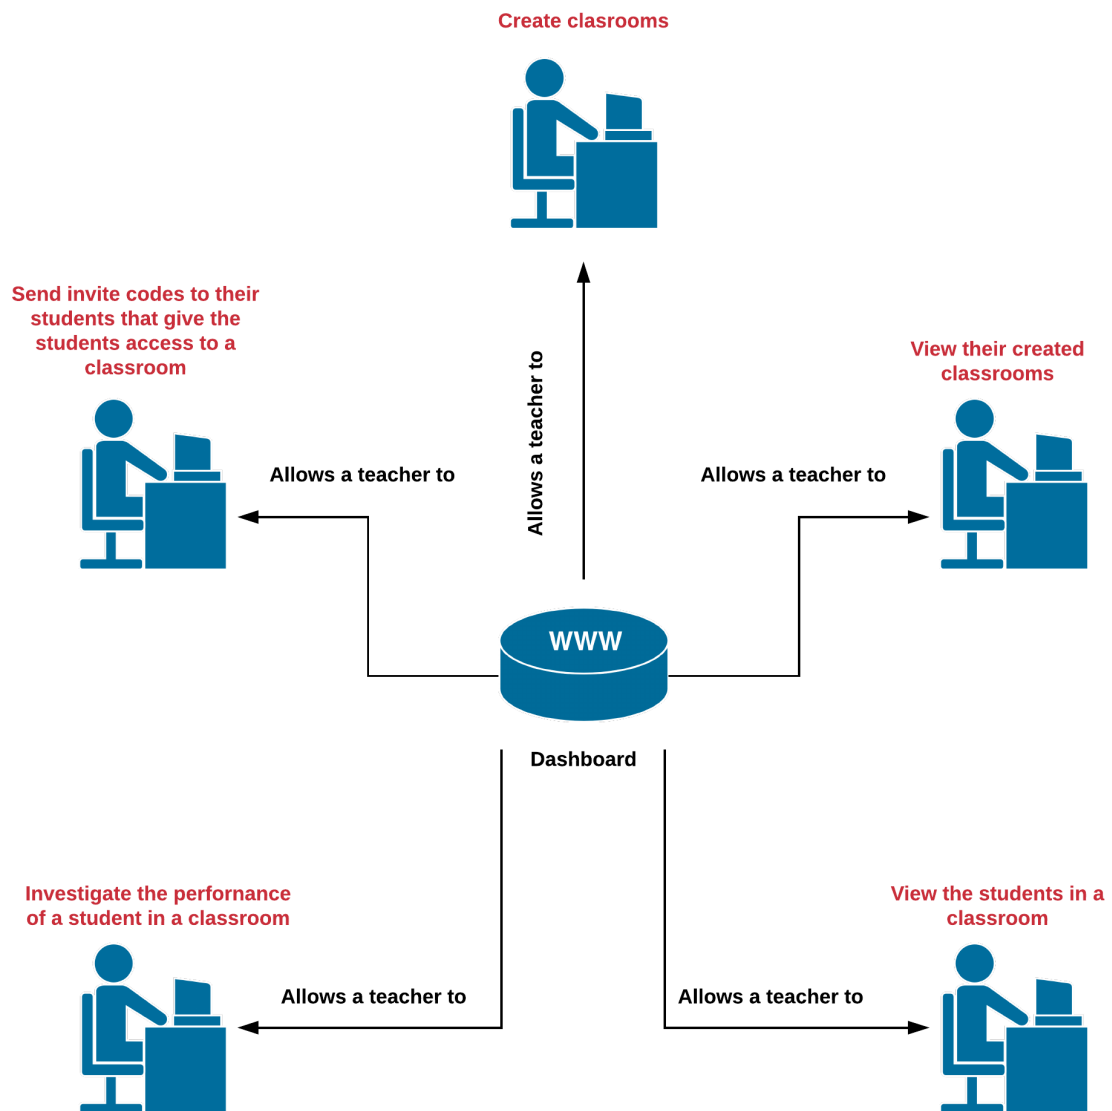 Create clasrooms
Send invite codes to their
students that give the
students access to a
classroom
View their created
classrooms
Allows a teacher to
Allows a teacher to
Allows a teacher to
WWW
Dashboard
Investigate the perfornance
of a student in a classroom
View the students in a
classroom
Allows a teacher to
Allows a teacher to